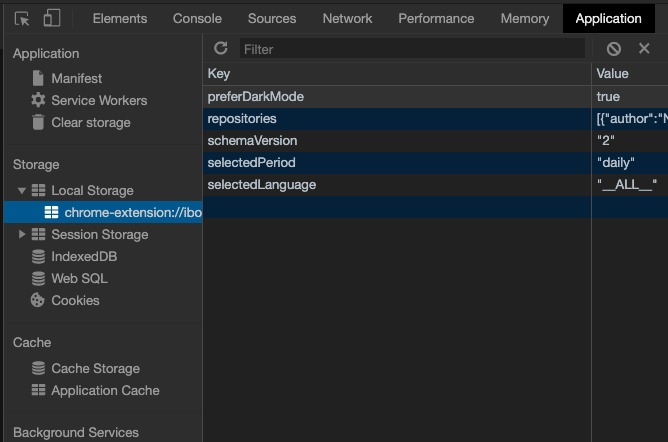 Elements Console Sources Network Performance Memory Application
Application
Manifest
Service Workers
Clear storage
Storage
Local Storage
chrome-extension://ibo
Session Storage
IndexedDB
Web SQL
Cookies
Cache
Cache Storage
Application Cache
Background Services
Filter
Key Value
preferDarkMode true
repositories [{"author":"N
schemaVersion "2"
selectedPeriod "daily"
selectedLanguage "__ALL__"